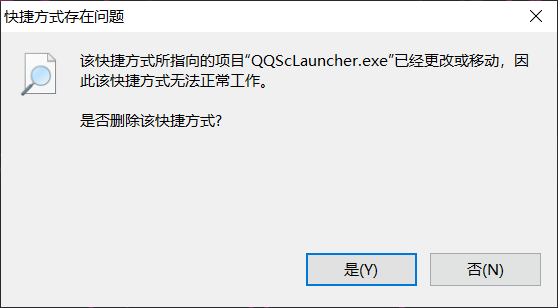 快捷方式存在问题
该快捷方式所指向的项目“QQScLauncher.exe”已经更改或移动，因
此该快捷方式无法正常工作。
是否删除该快捷方式?
是(Y)
否(N)